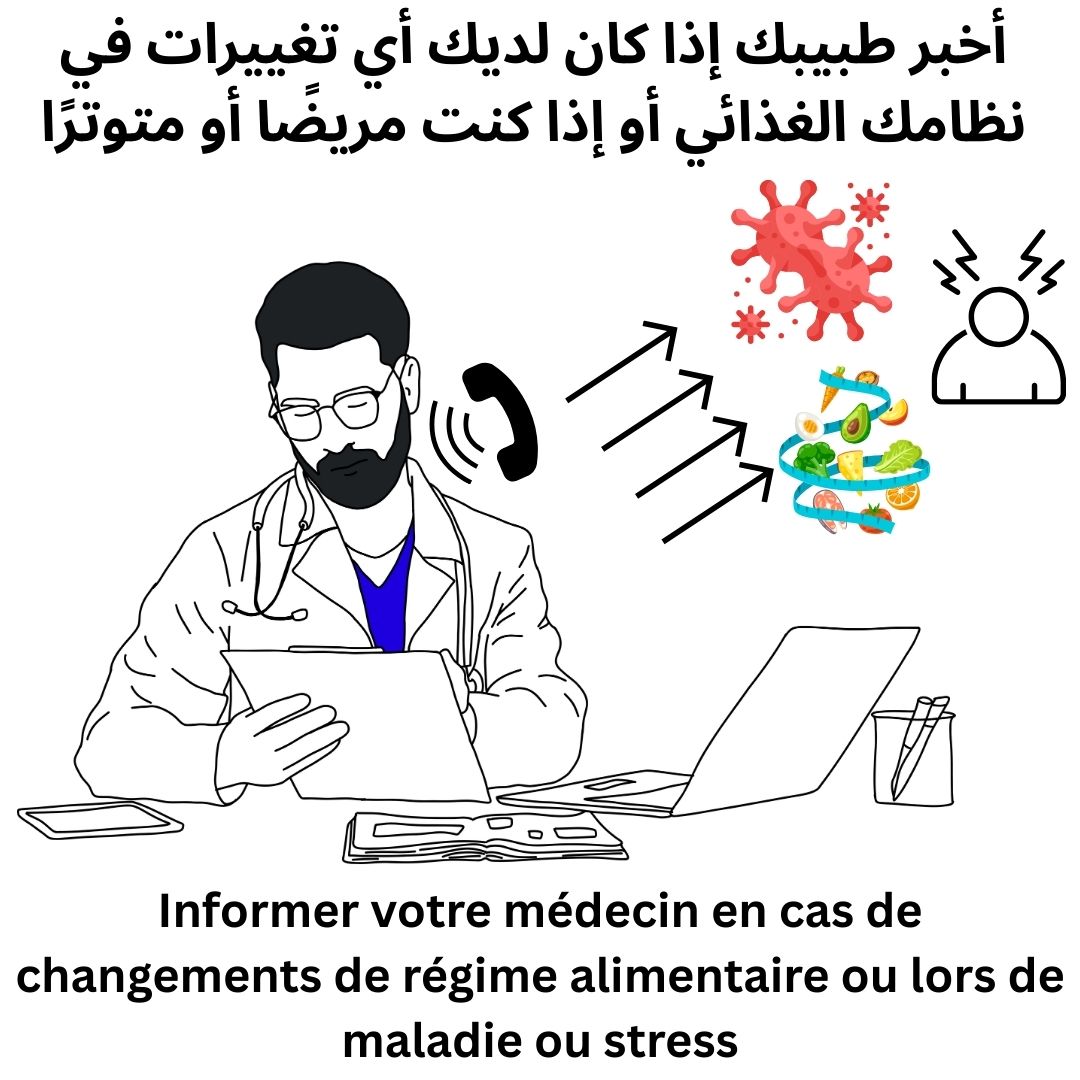 أخبر طبيبك إذا كان لديك أي تغييرات في
نظامك الغذائي أو إذا كنت مريضًا أو متوترًا
Informer votre médecin en cas de
changements de régime alimentaire ou lors de
maladie ou stress